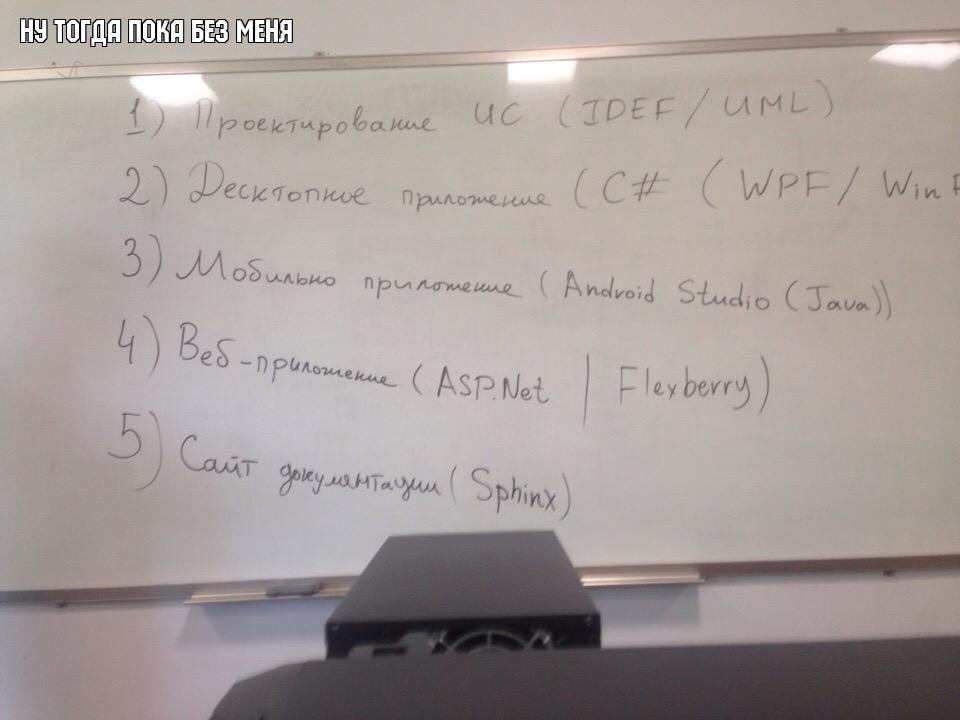 НУ ТОГДА ПОКА БЕЗ МЕНЯ
1) Проектирование ИС (IDEF / UML)
2) Десктопное приложение (C# ( WPF / Win F
3) Мобильно приложение (Android Studio (Java))
4) Веб-приложение (ASP.Net | Flexberry)
5) Сайт документации (Sphinx)